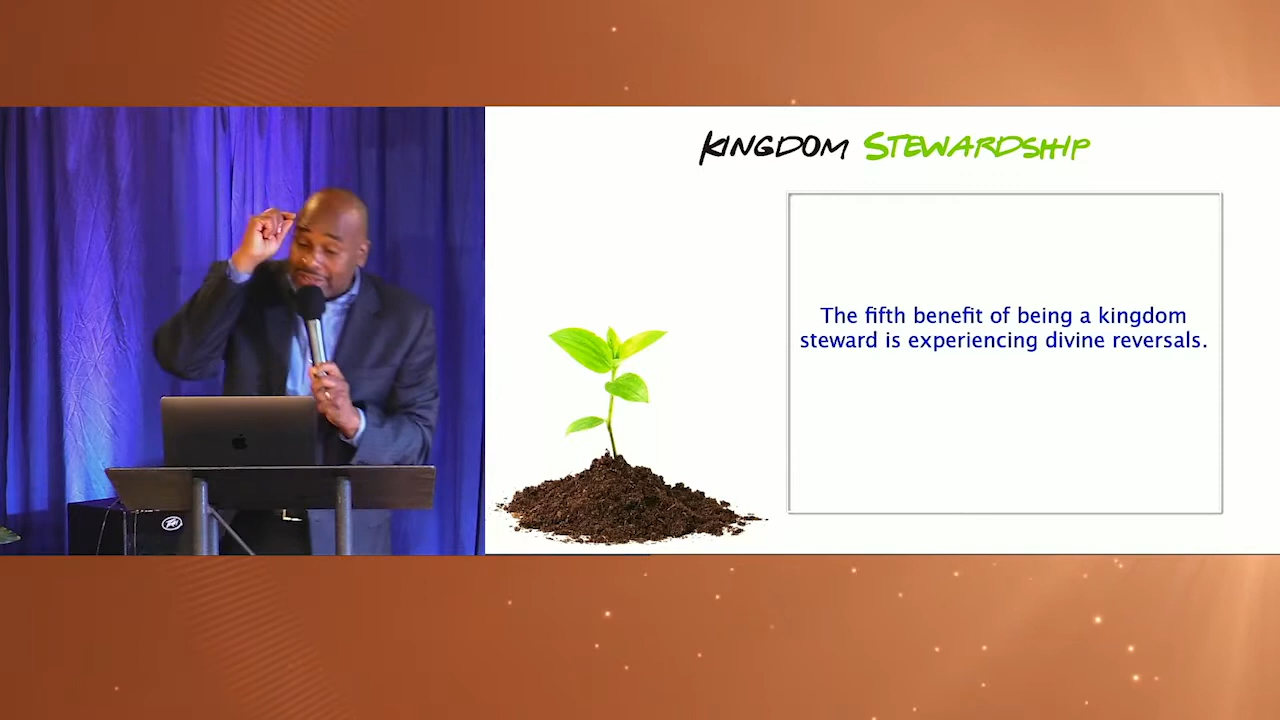 Kingdom Stewardship
The fifth benefit of being a kingdom
steward is experiencing divine reversals.